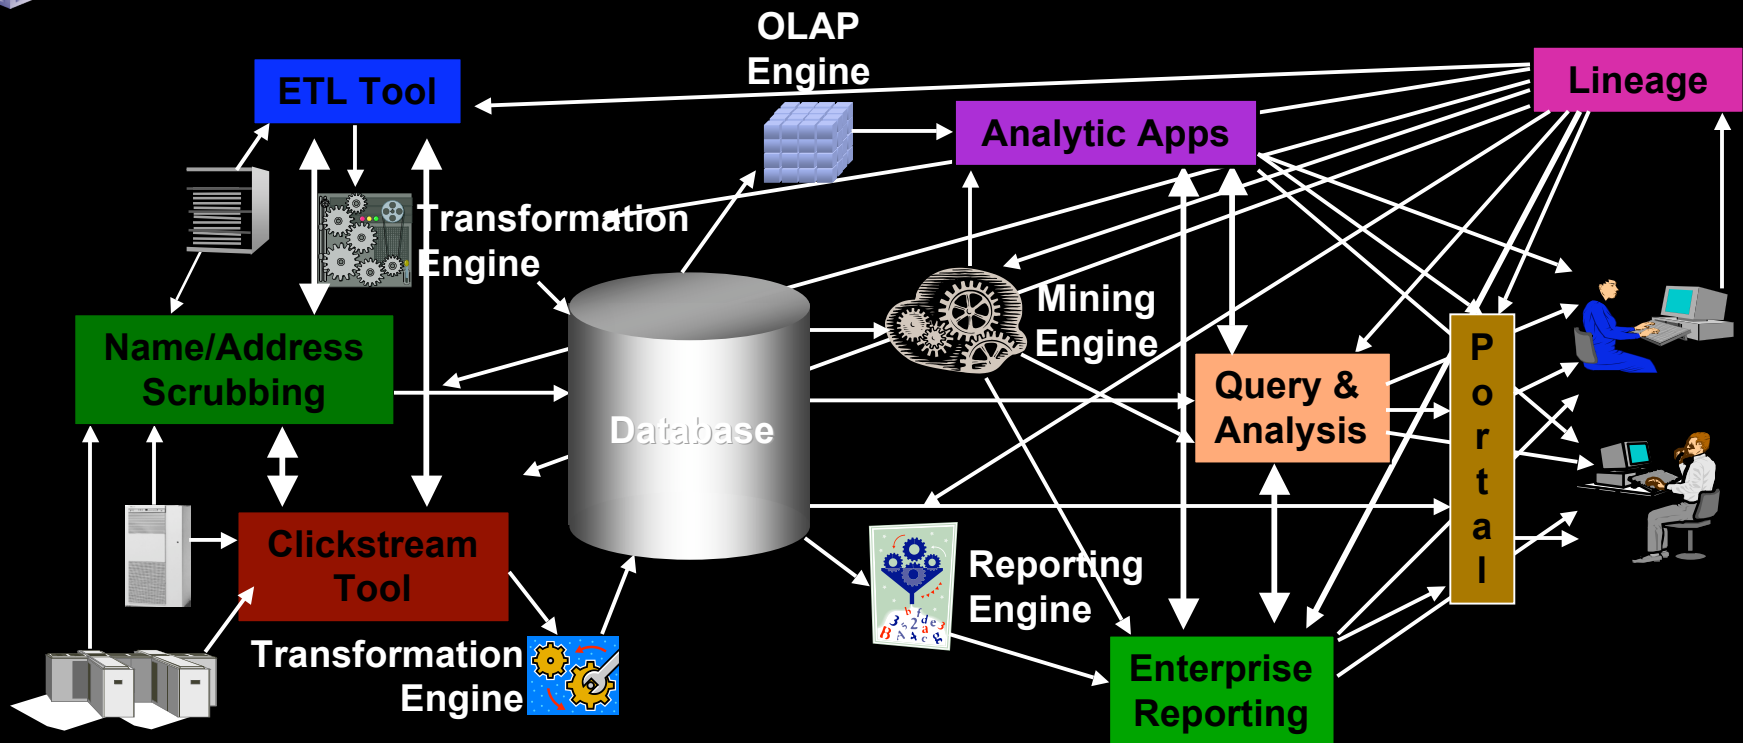 OLAP
Engine
Lineage
ETL Tool
Analytic Apps
Transformation
Engine
Name/Address
Scrubbing
Mining
Engine
Database
Query &
Analysis
P
o
r
t
a
l
Clickstream
Tool
Reporting
Engine
Transformation
Engine
Enterprise
Reporting